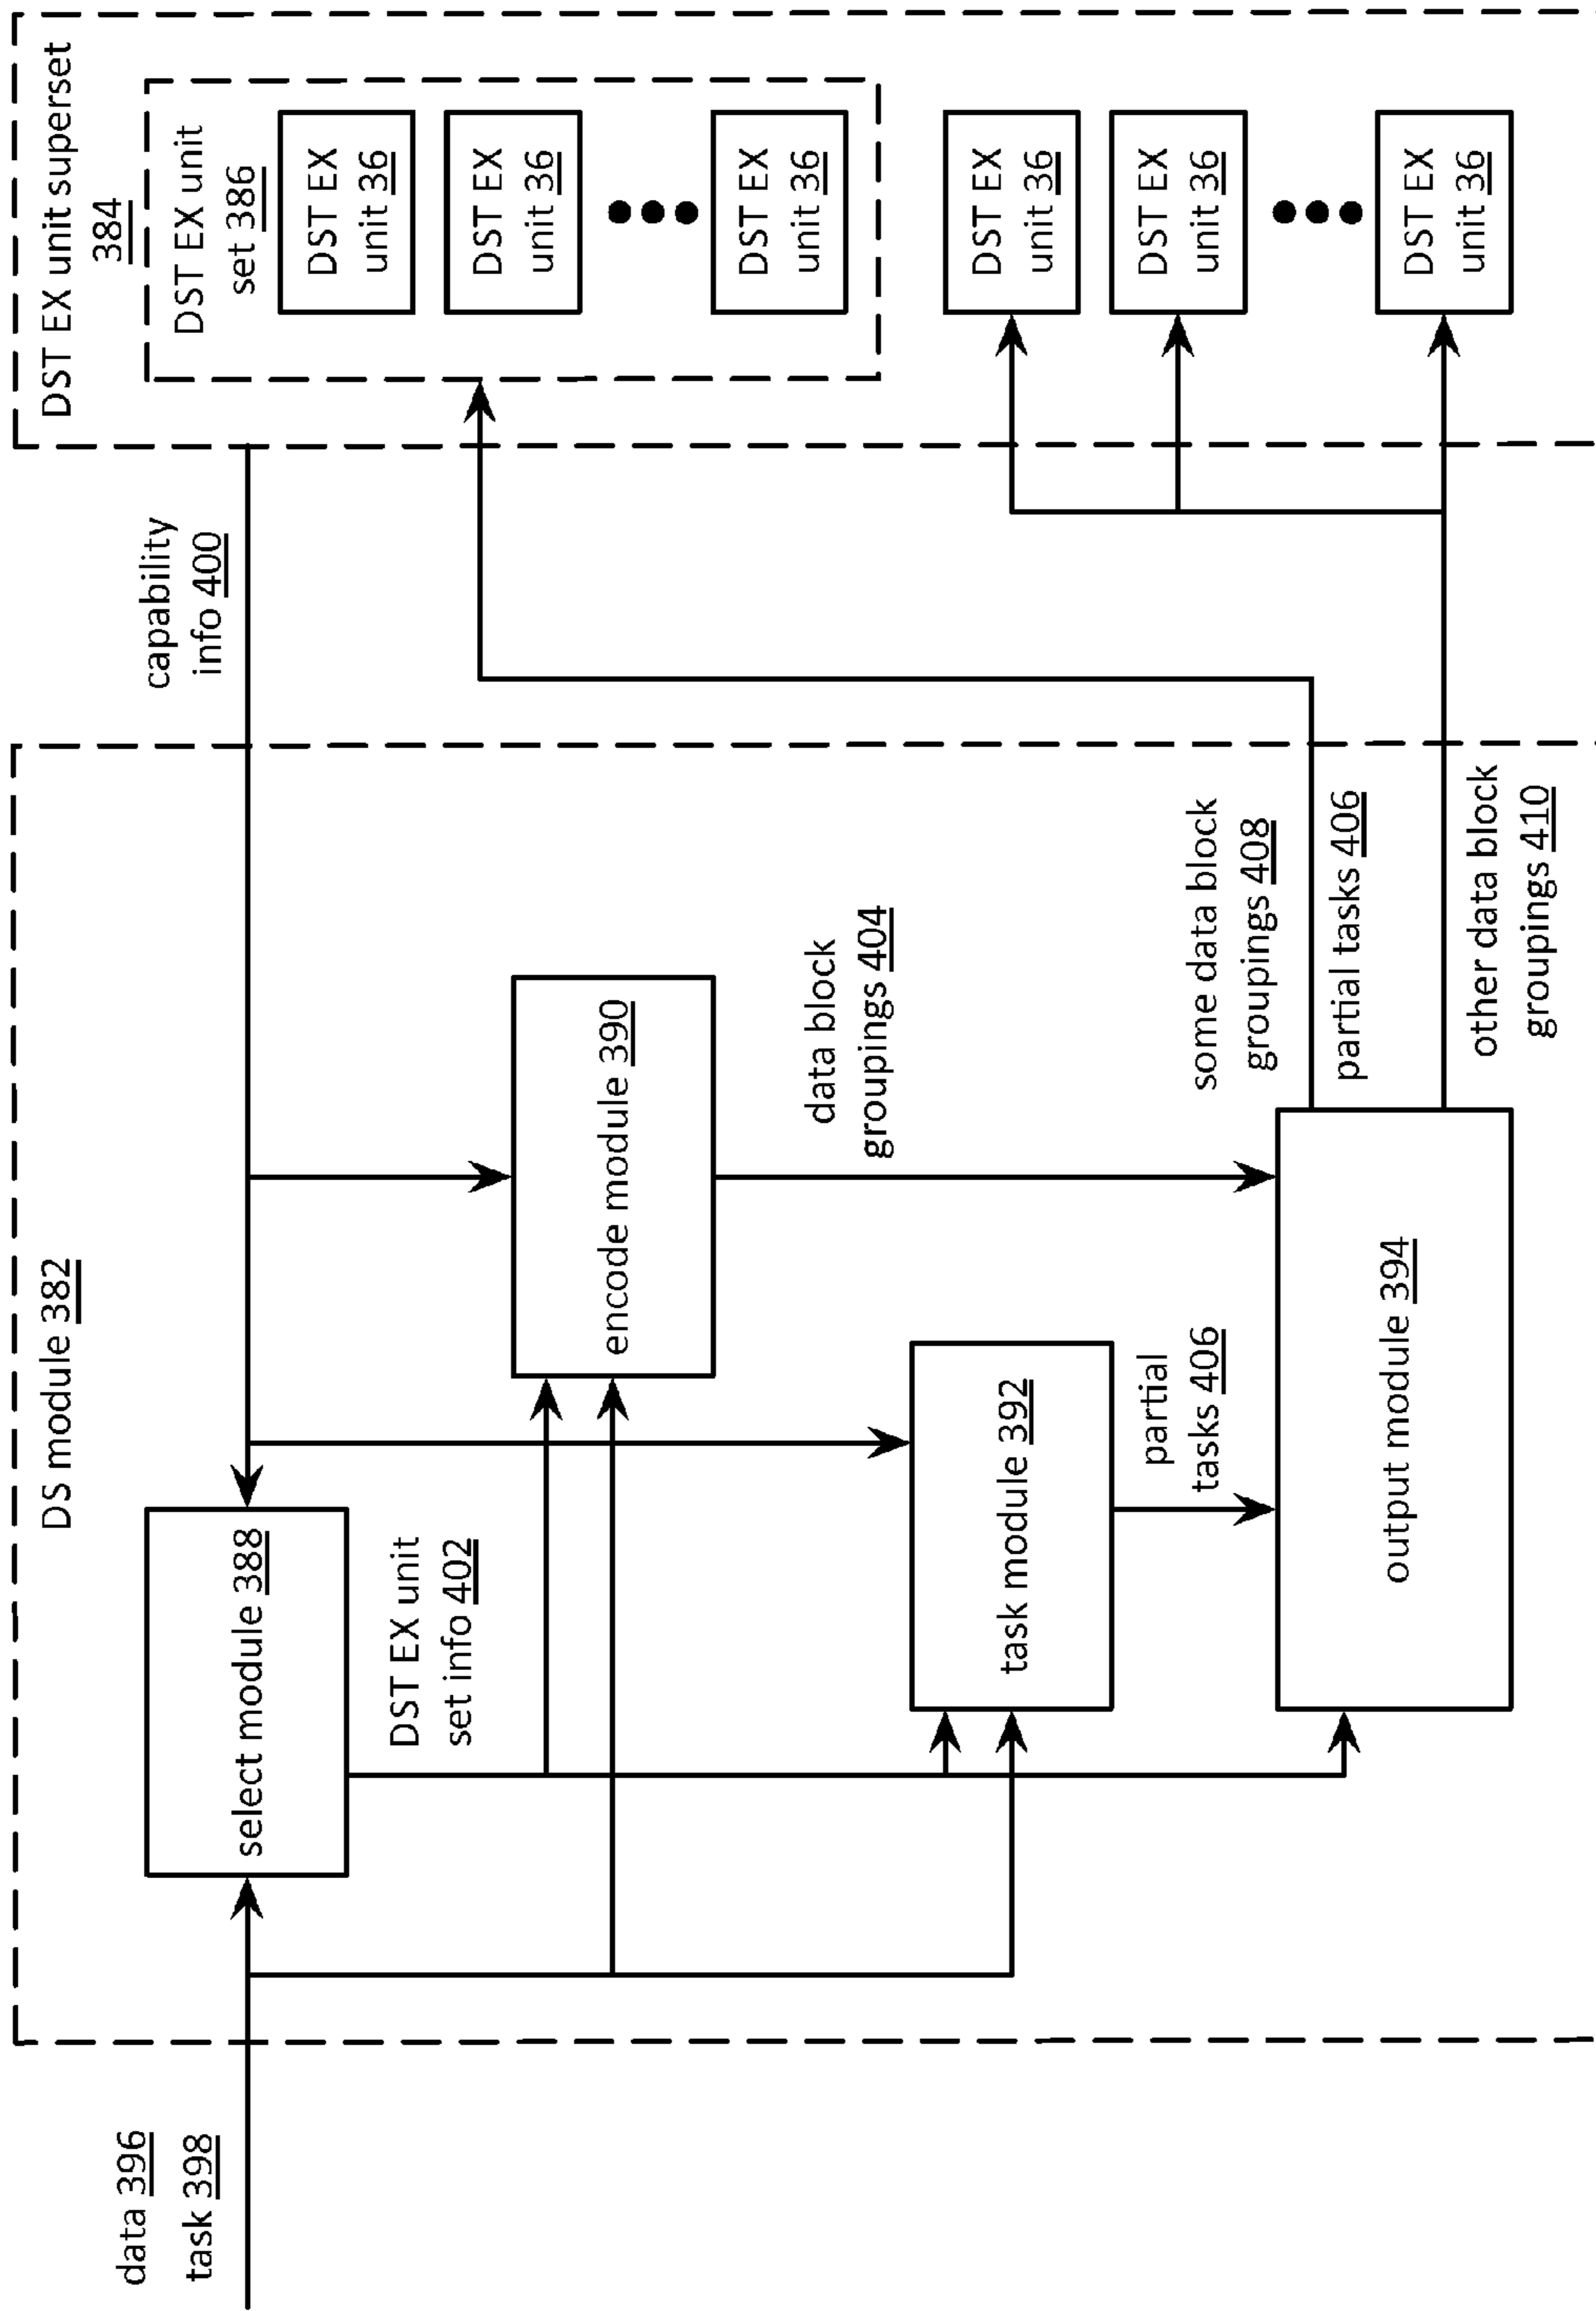 DST EX unit superset
384
DST EX unit
set 386
DST EX
unit 36
DST EX
unit 36
DST EX
unit 36
DST EX
unit 36
DST EX
unit 36
DST EX
unit 36
capability
info 400
DS module 382
data 396
task 398
select module 388
DST EX unit
set info 402
encode module 390
data block
groupings 404
task module 392
partial
tasks 406
output module 394
some data block
groupings 408
partial tasks 406
other data block
groupings 410